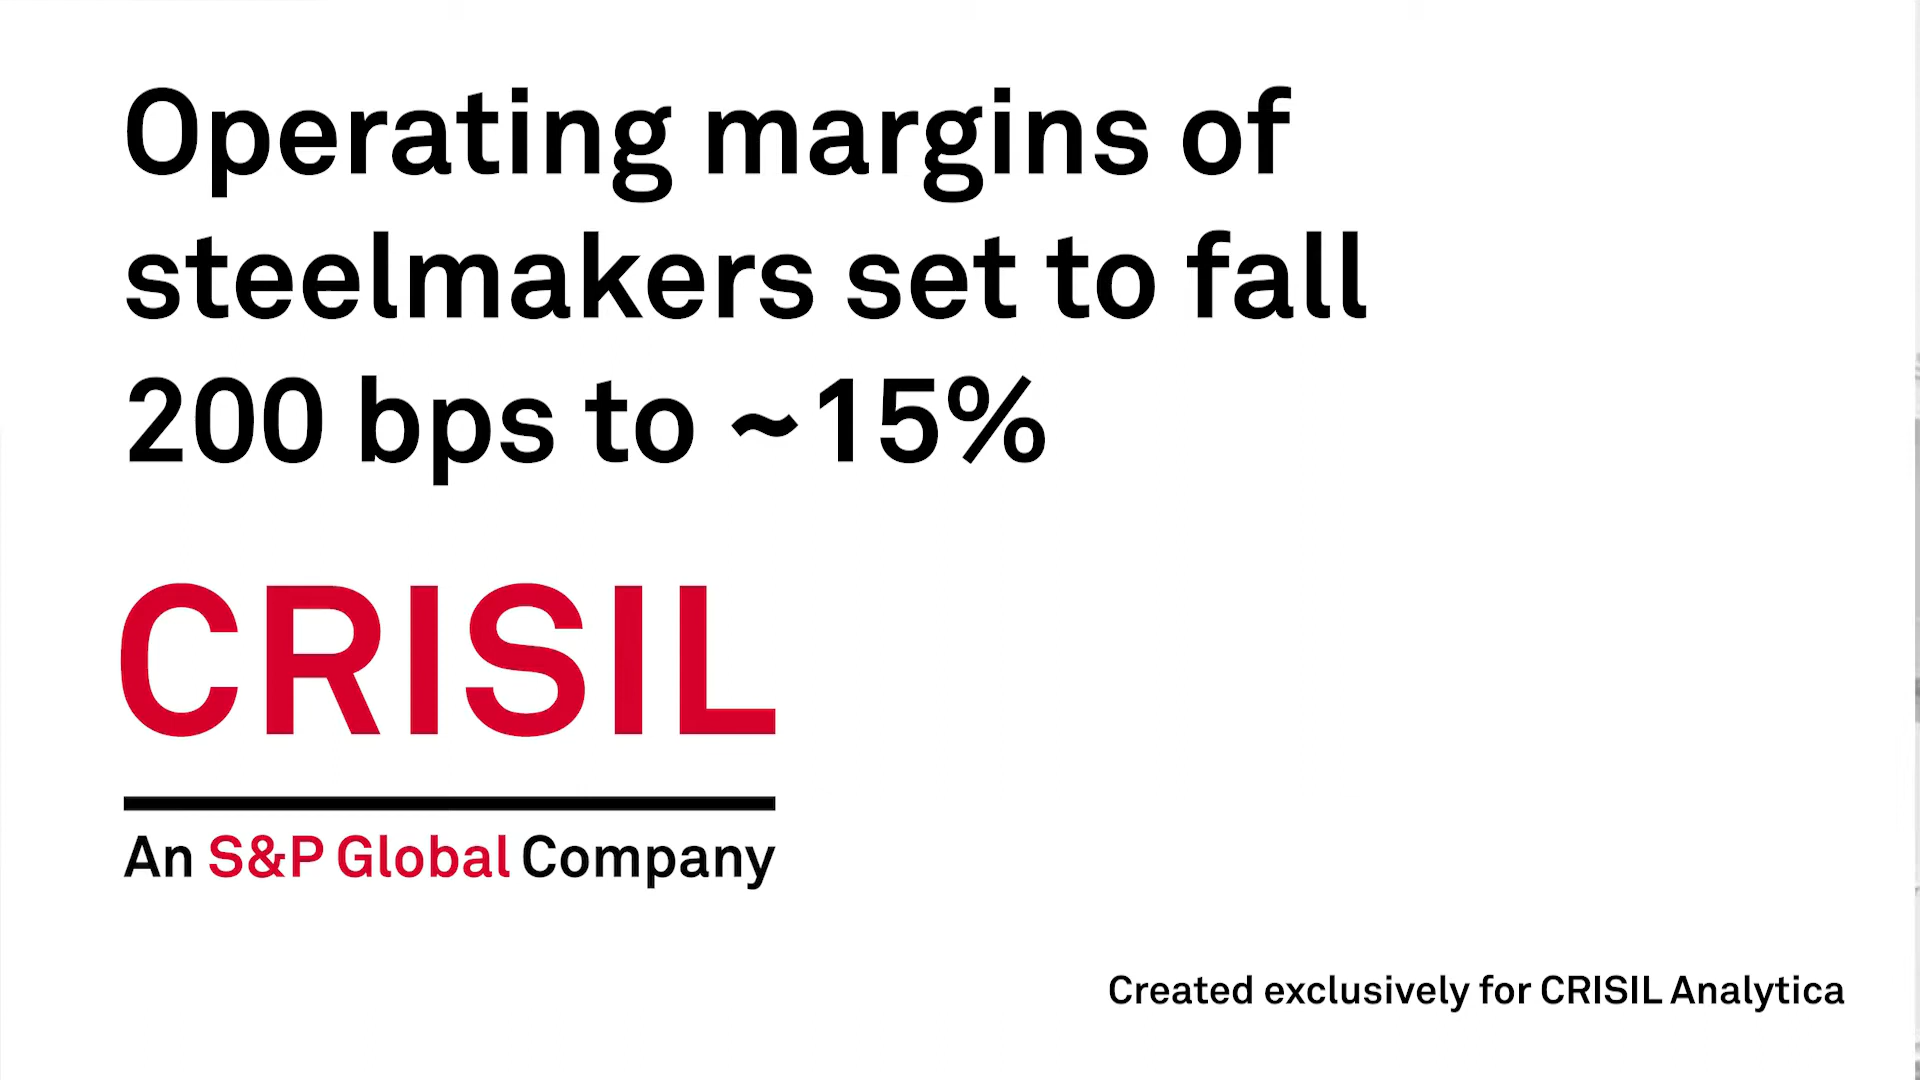 Operating margins of
steelmakers set to fall
200 bps to ~15%
CRISIL
An S&P Global Company
Created exclusively for CRISIL Analytica